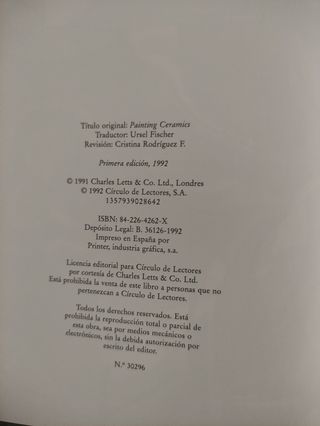 Título original: Painting Ceramics
Traductor: Ursel Fischer
Revisión: Cristina Rodríguez F.
Primera edición, 1992
© 1991 Charles Letts & Co. Ltd., Londres
© 1992 Círculo de Lectores, S.A.
1357939028642
ISBN: 84-226-4262-X
Depósito Legal: B. 36126-1992
Impreso en España por
Printer, industria gráfica, s.a.
Licencia editorial para Círculo de Lectores
por cortesía de Charles Letts & Co. Ltd.
Está prohibida la venta de este libro a personas que no
pertenezcan a Círculo de Lectores.
Todos los derechos reservados. Está
prohibida la reproducción total o parcial de
esta obra, sea por medios mecánicos o
electrónicos, sin la debida autorización por
escrito del editor.
N.º 30296